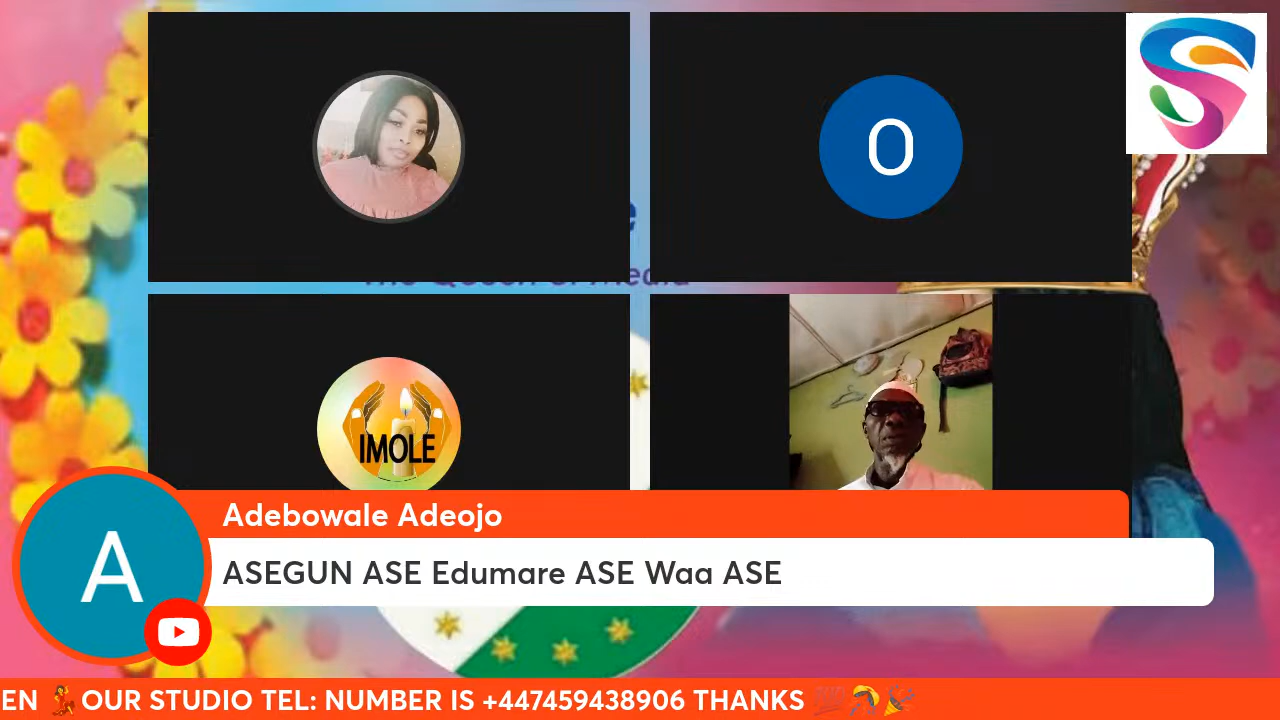 O
IMOLE
A
Adebowale Adeojo
ASEGUN ASE Edumare ASE Waa ASE
EN 💃OUR STUDIO TEL: NUMBER IS +447459438906 THANKS 💯🪂🎉